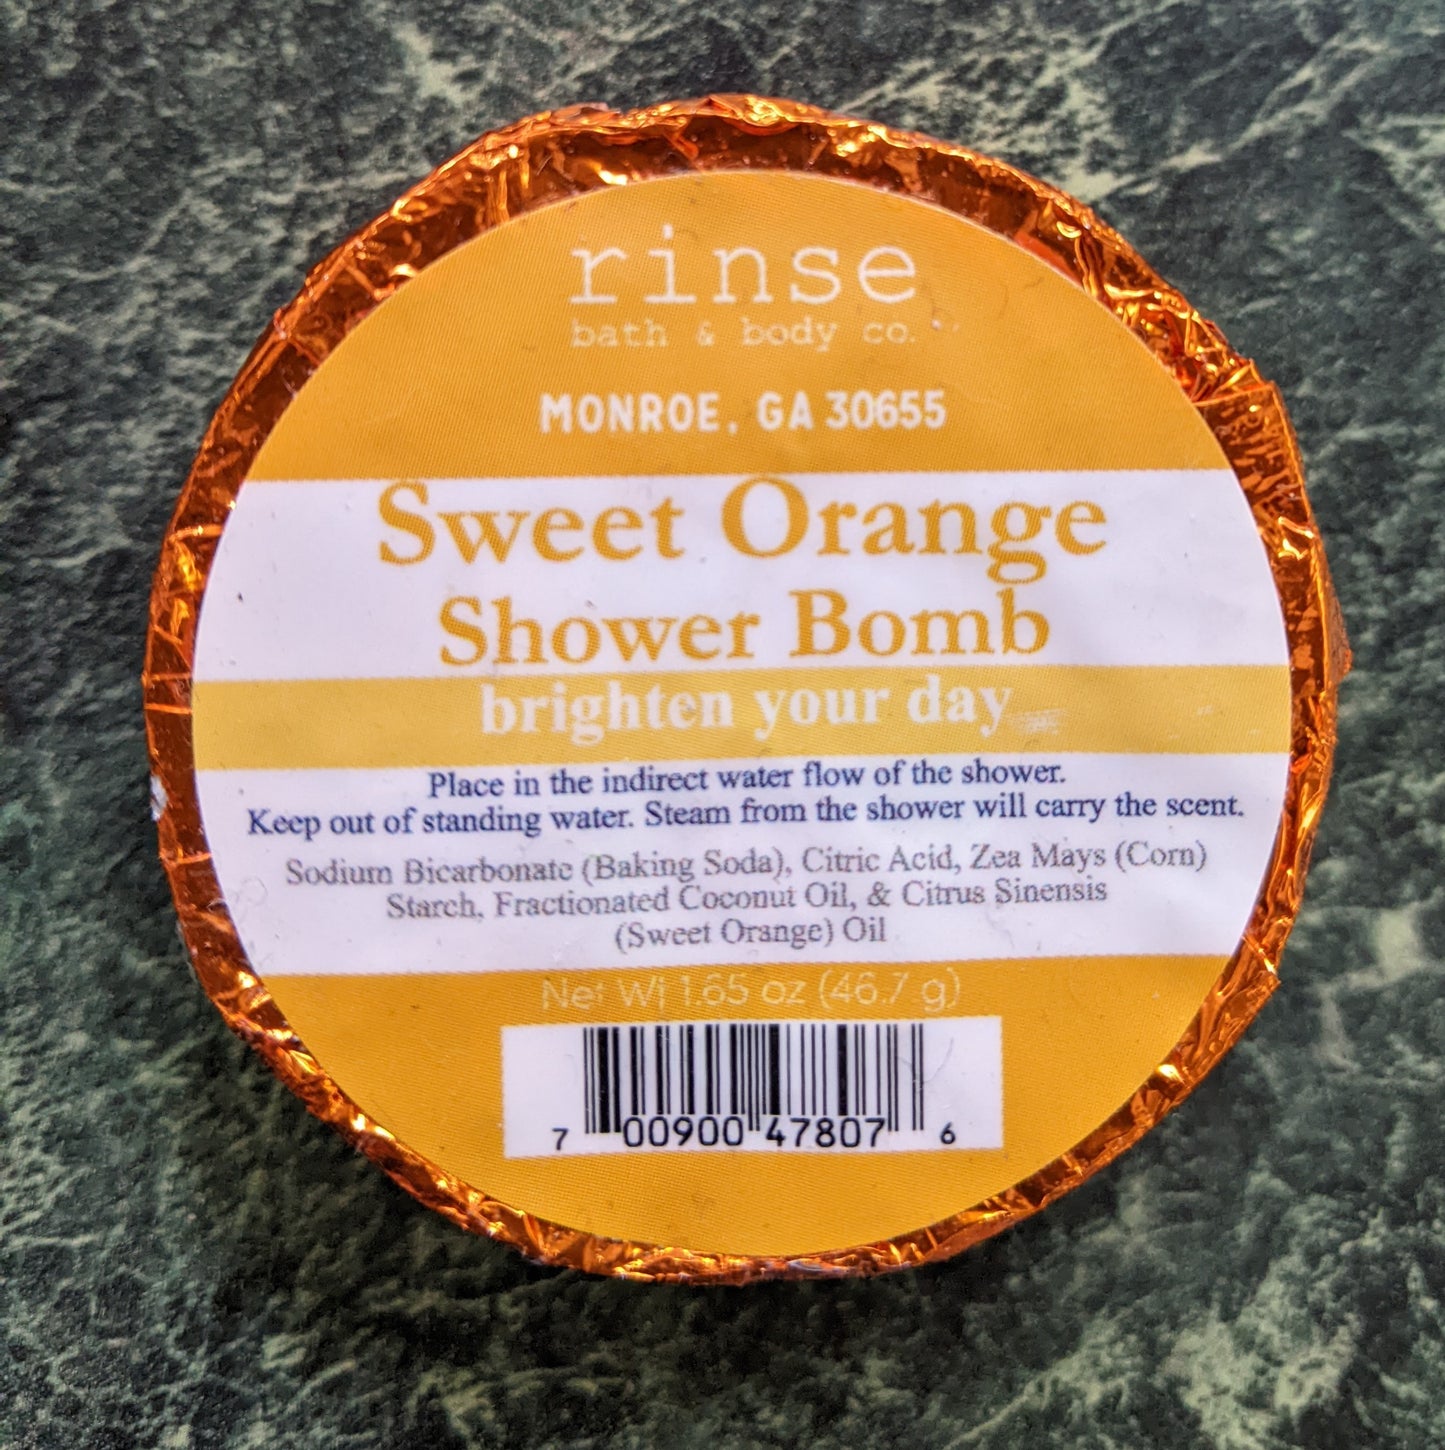 rinse
bath & body co.
MONROE, GA 30655
Sweet Orange
Shower Bomb
brighten your day
Place in the indirect water flow of the shower.
Keep out of standing water. Steam from the shower will carry the scent.
Sodium Bicarbonate (Baking Soda), Citric Acid, Zea Mays (Corn)
Starch, Fractionated Coconut Oil, & Citrus Sinensis
(Sweet Orange) Oil
Net Wt 1.65 oz (46.7 g)
7 00900 47807 6